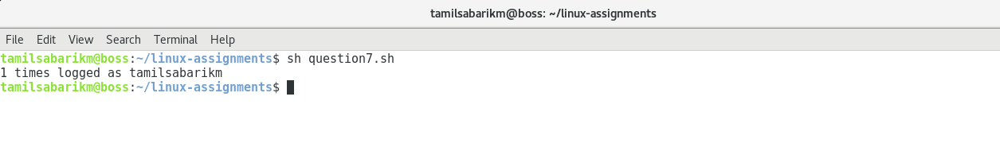 tamilsabarikm@boss: ~/linux-assignments
File Edit View Search Terminal Help
tamilsabarikm@boss:~/linux-assignments$ sh question7.sh
1 times logged as tamilsabarikm
tamilsabarikm@boss:~/linux-assignments$